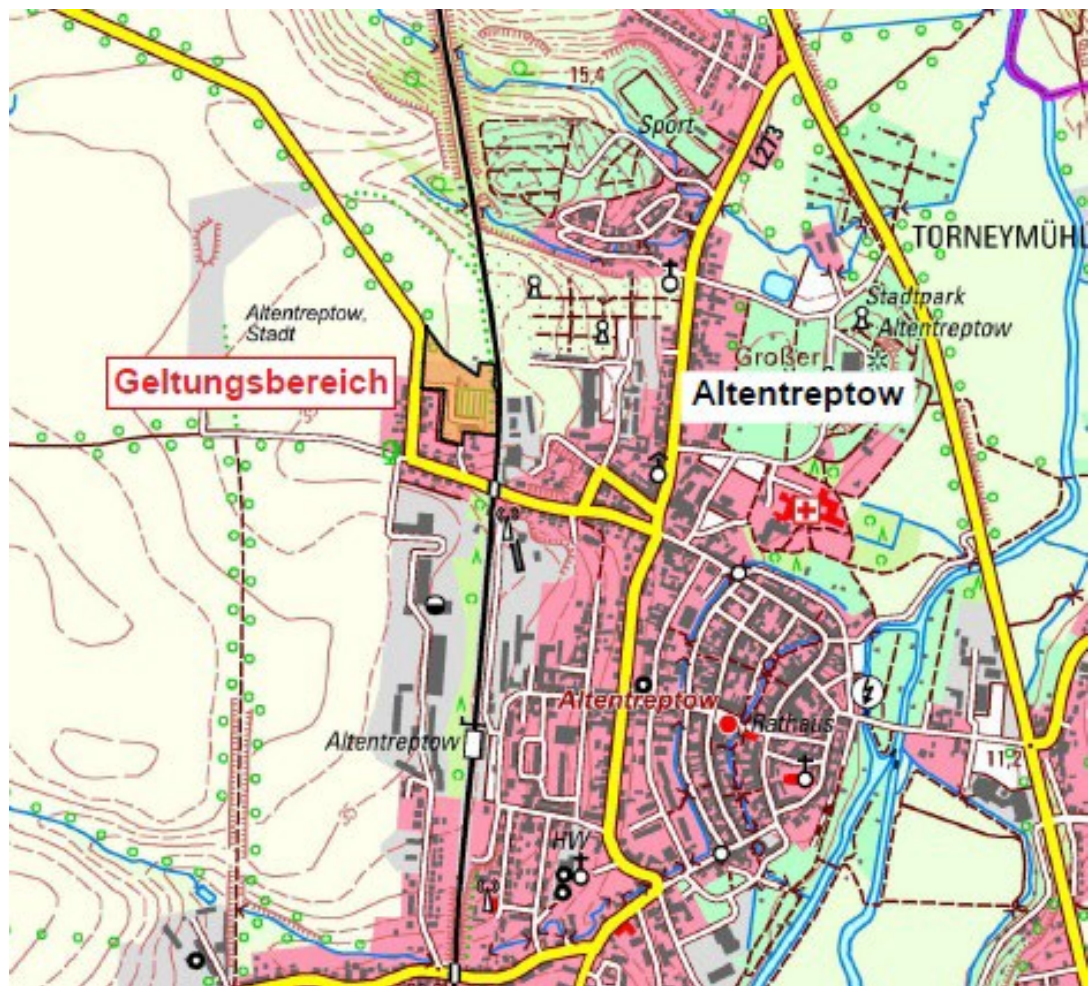 15,4
Sport
L273
TORNEYMÜHL
Stadtpark
Altentreptow
Altentreptow,
Stadt
Großer
Geltungsbereich
Altentreptow
Altentreptow
Rathaus
Altentreptow
11,2
35
HW